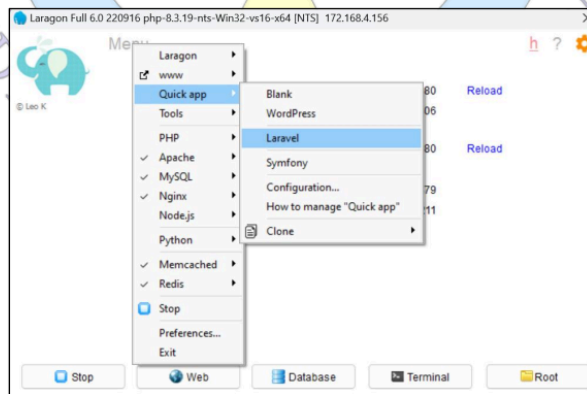 Laragon Full 6.0 220916 php-8.3.19-nts-Win32-vs16-x64 [NTS] 172.168.4.156
Menu
h ?
© Leo K
Laragon
www
Quick app
Tools
PHP
Apache
MySQL
Nginx
Node.js
Python
Memcached
Redis
Stop
Preferences...
Exit
Blank
WordPress
Laravel
Symfony
Configuration...
How to manage "Quick app"
Clone
80 Reload
06
80 Reload
79
211
Stop
Web
Database
Terminal
Root